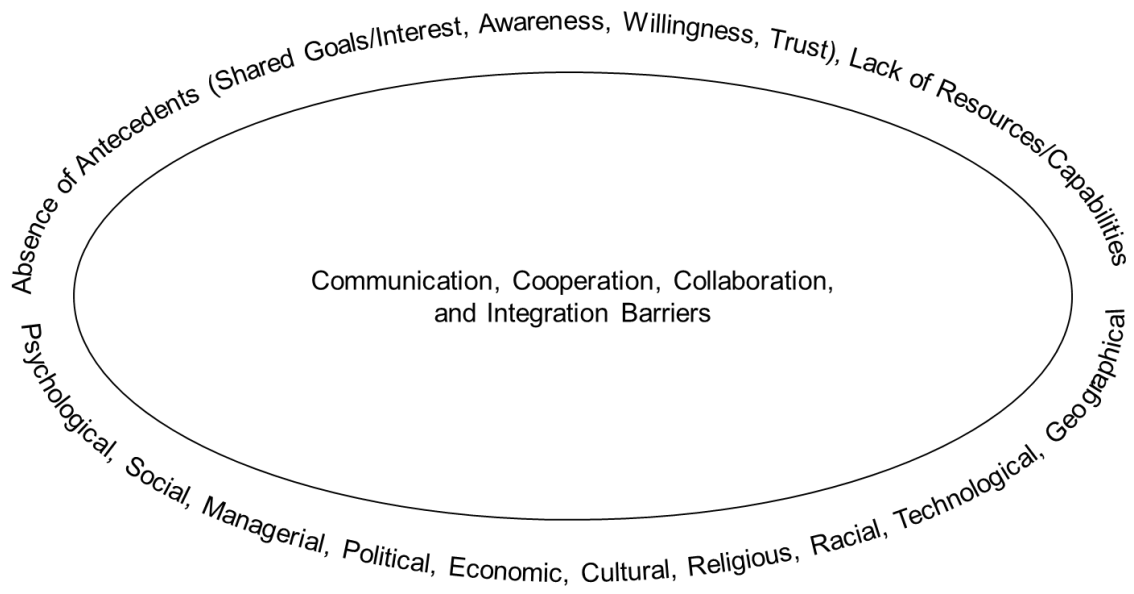 Absence of Antecedents (Shared Goals/Interest, Awareness, Willingness, Trust), Lack of Resources/Capabilities
Communication, Cooperation, Collaboration,
and Integration Barriers
Psychological, Social, Managerial, Political, Economic, Cultural, Religious, Racial, Technological, Geographical